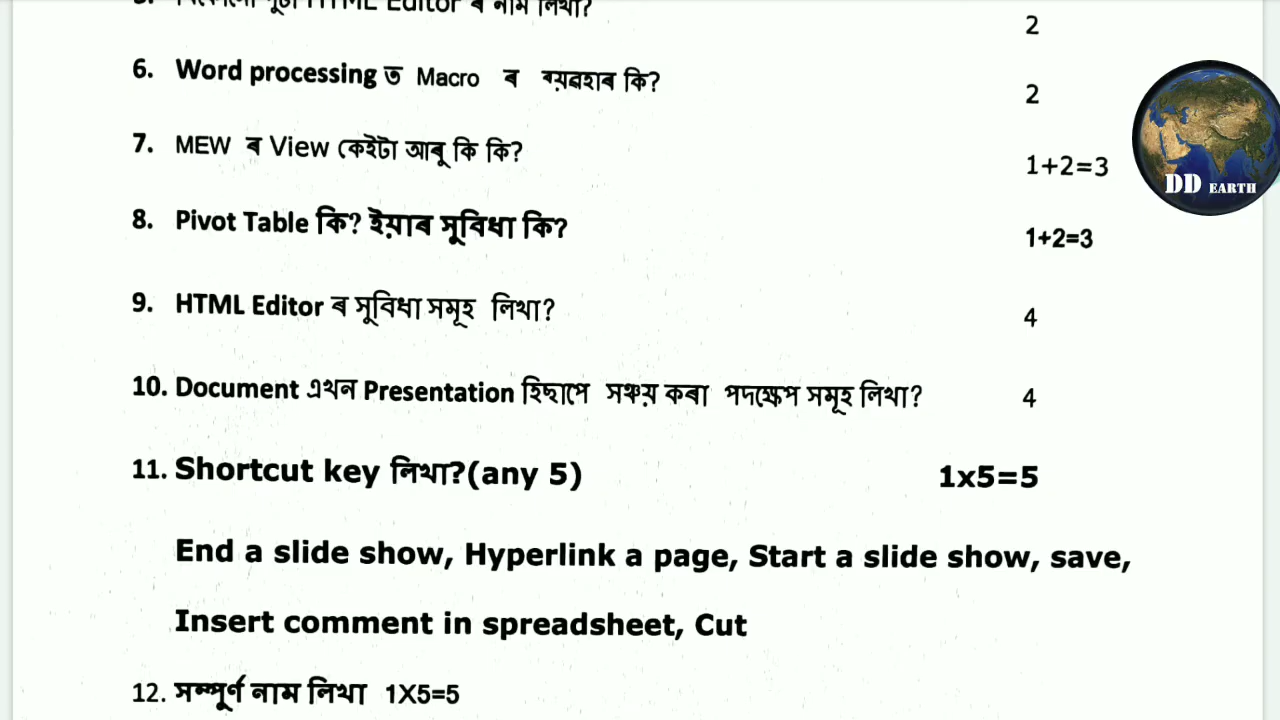 HTML Editor ৰ নাম লিখা?
2
6. Word processing ত Macro ৰ ব্যৱহাৰ কি?
2
7. MEW ৰ View কেইটা আৰু কি কি?
1+2=3
8. Pivot Table কি? ইয়াৰ সুবিধা কি?
1+2=3
9. HTML Editor ৰ সুবিধা সমূহ লিখা?
4
10. Document এখন Presentation হিছাপে সঞ্চয় কৰা পদক্ষেপ সমূহ লিখা?
4
11. Shortcut key লিখা?(any 5) 1x5=5
End a slide show, Hyperlink a page, Start a slide show, save,
Insert comment in spreadsheet, Cut
12. সম্পূৰ্ণ নাম লিখা 1X5=5
DD EARTH